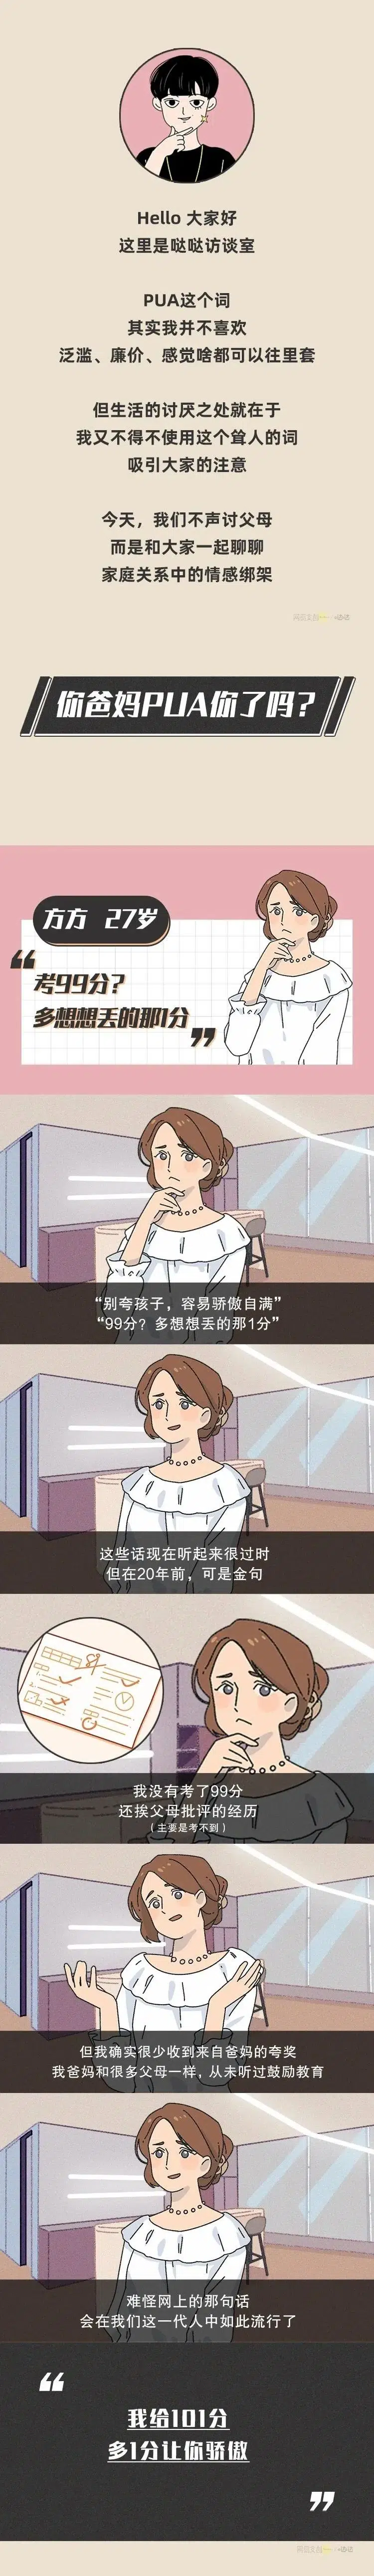 Hello 大家好
这里是哒哒访谈室
PUA这个词
其实我并不喜欢
泛滥、廉价、感觉啥都可以往里套
但生活的讨厌之处就在于
我又不得不使用这个耸人的词
吸引大家的注意
今天，我们不声讨父母
而是和大家一起聊聊
家庭关系中的情感绑架
你爸妈PUA你了吗？
方方 27岁
“
考99分？
多想想丢的那1分
”
“别夸孩子，容易骄傲自满”
“99分？多想想丢的那1分”
这些话现在听起来很过时
但在20年前，可是金句
我没有考了99分
还挨父母批评的经历
（主要是考不到）
但我确实很少收到来自爸妈的夸奖
我爸妈和很多父母一样，从未听过鼓励教育
难怪网上的那句话
会在我们这一代人中如此流行了
“
我给101分
多1分让你骄傲
”